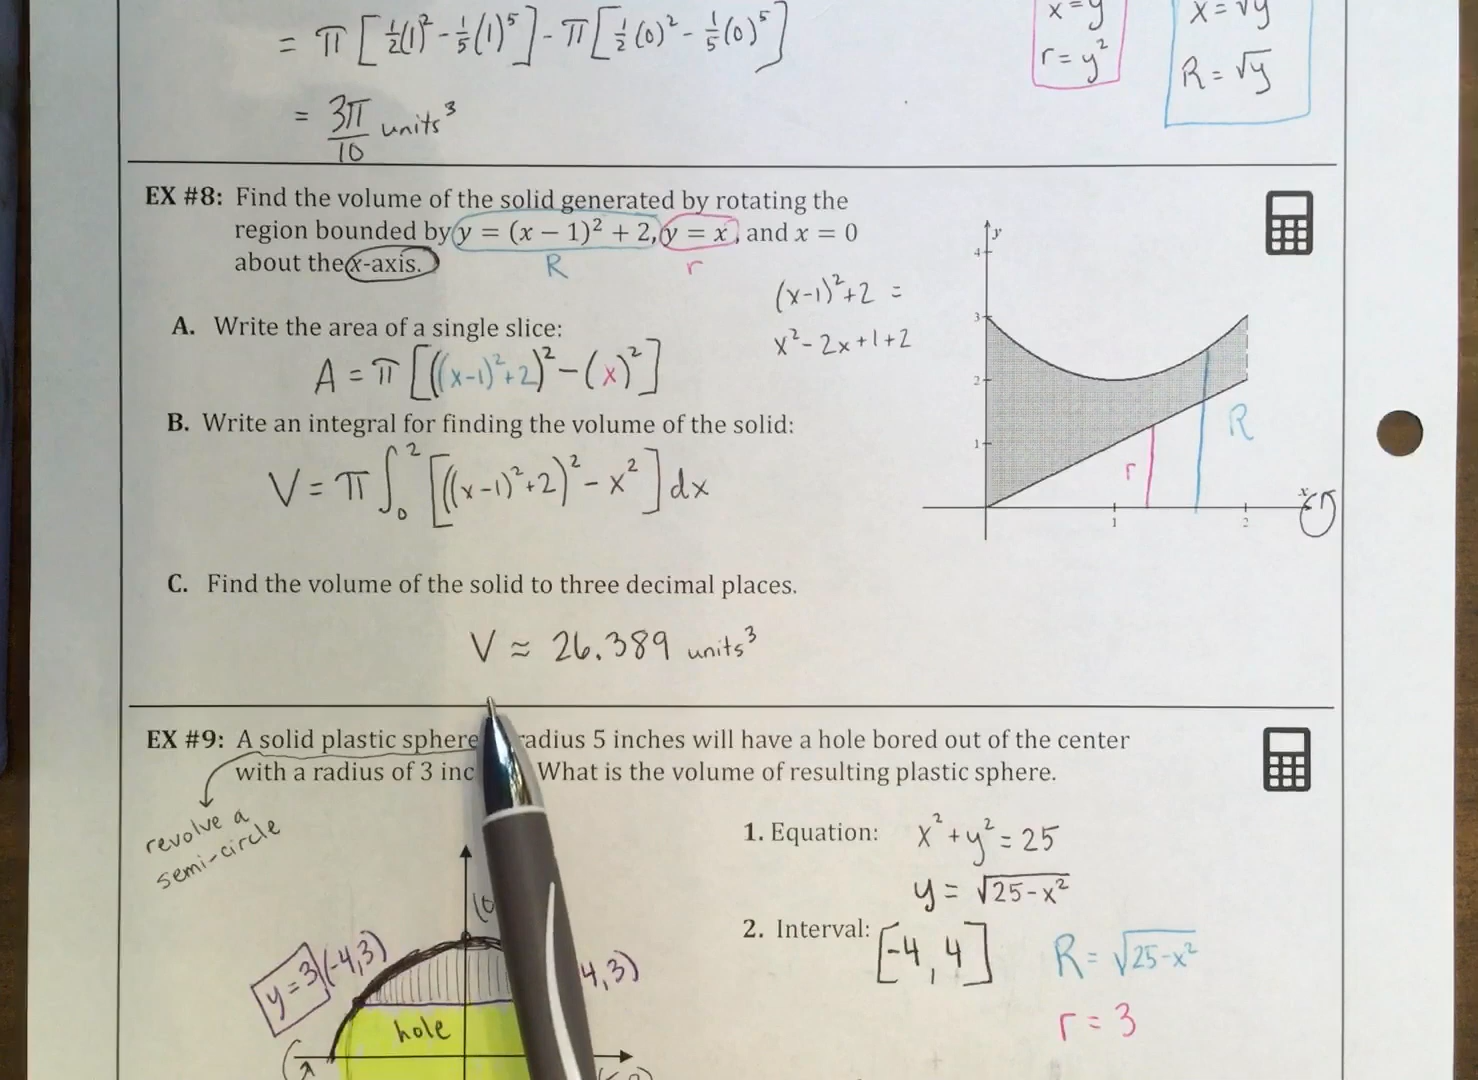 = π[½(1)² - ⅕(1)⁵] - π[½(0)² - ⅕(0)⁵]
= 3π/10 units³
x = y
r = y²
x = √y
R = √y
EX #8: Find the volume of the solid generated by rotating the
region bounded by y = (x − 1)² + 2, y = x, and x = 0
about the x-axis.
R
r
(x-1)²+2 =
x²-2x+1+2
A. Write the area of a single slice:
A = π[((x-1)²+2)² - (x)²]
B. Write an integral for finding the volume of the solid:
V = π∫₀² [((x-1)²+2)² - x²] dx
y
4
3
2
1
R
r
x
1
2
C. Find the volume of the solid to three decimal places.
V ≈ 26.389 units³
EX #9: A solid plastic sphere radius 5 inches will have a hole bored out of the center
with a radius of 3 inc What is the volume of resulting plastic sphere.
revolve a
semi-circle
1. Equation: x² + y² = 25
y = √25-x²
2. Interval: [-4, 4]
R = √25-x²
r = 3
y = 3
(-4,3)
4,3)
hole